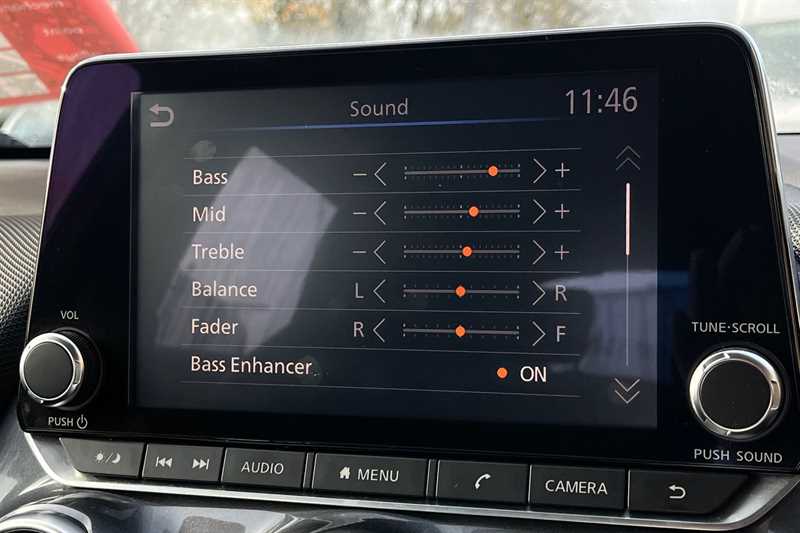 Sound
11:46
Bass − +
Mid − +
Treble − +
Balance L R
Fader R F
Bass Enhancer ON
VOL
PUSH
TUNE·SCROLL
PUSH SOUND
AUDIO
MENU
CAMERA